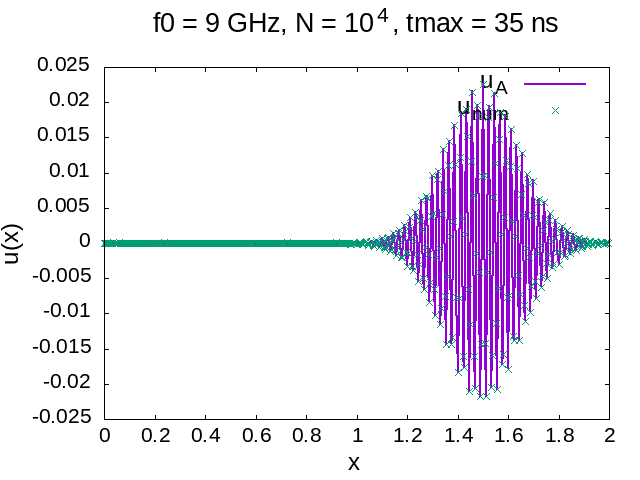 f0 = 9 GHz, N = 10^4, tmax = 35 ns
0.025
0.02
0.015
0.01
0.005
0
-0.005
-0.01
-0.015
-0.02
-0.025
u(x)
u_A
u_num
0 0.2 0.4 0.6 0.8 1 1.2 1.4 1.6 1.8 2
x